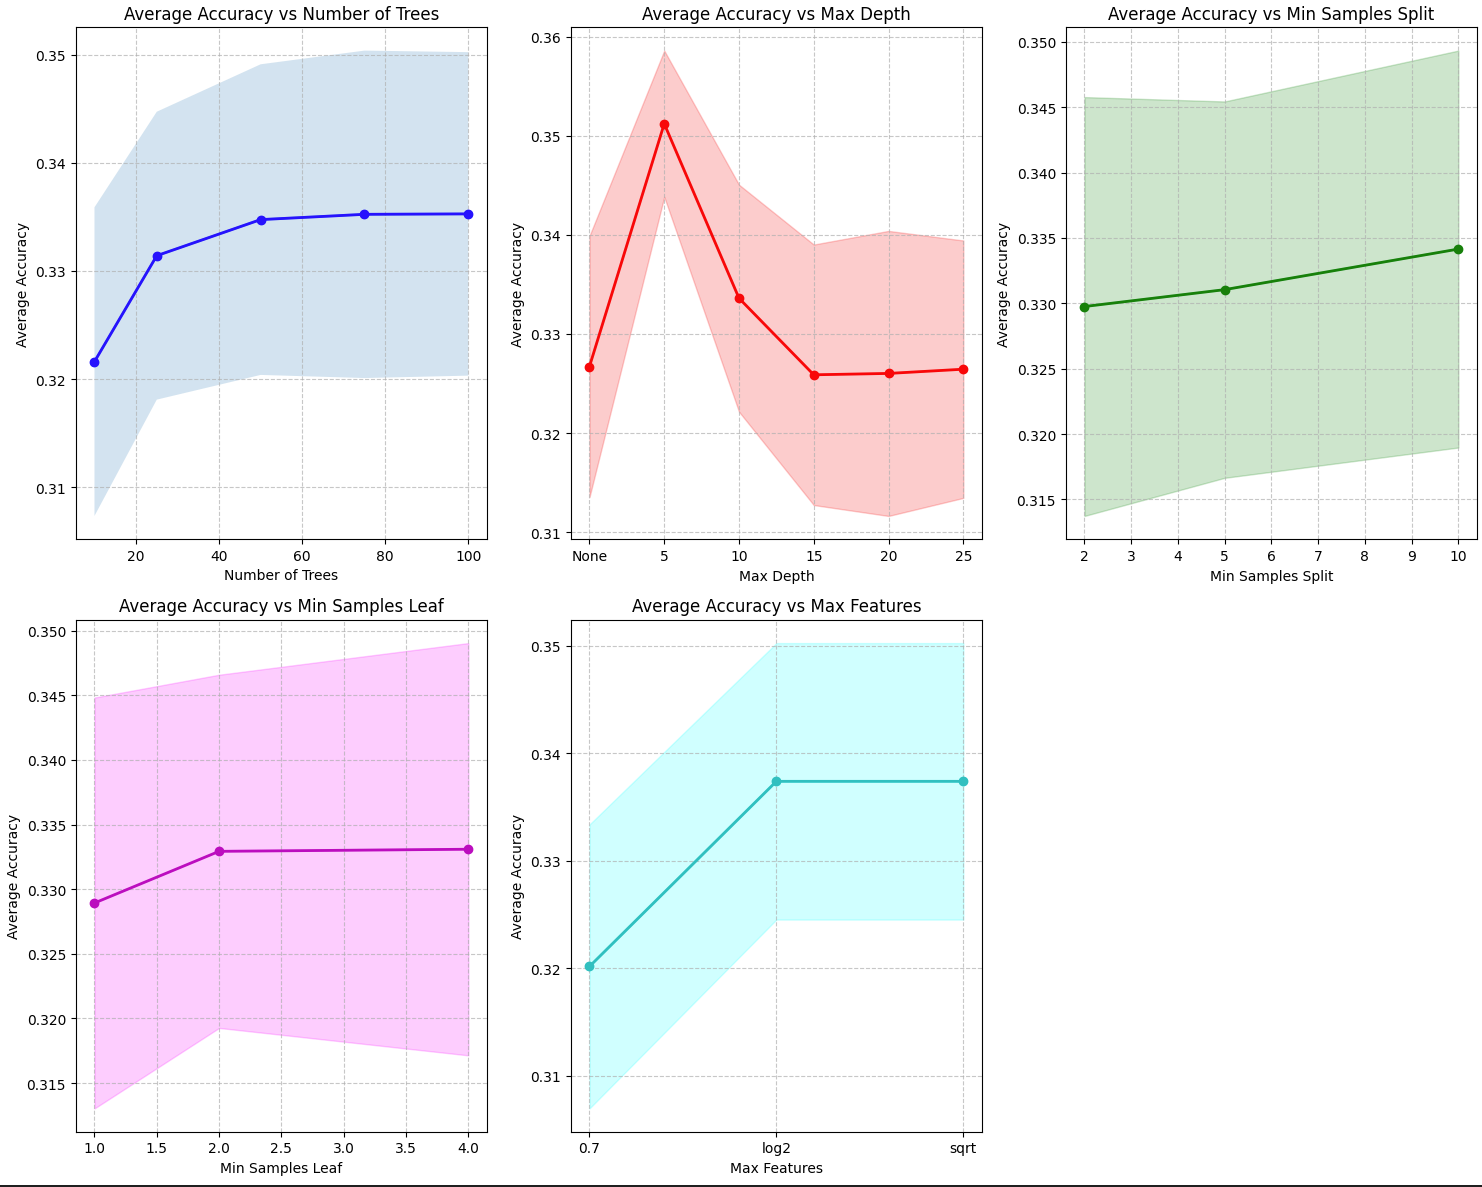 Average Accuracy vs Number of Trees
Average Accuracy
0.35
0.34
0.33
0.32
0.31
20 40 60 80 100
Number of Trees
Average Accuracy vs Max Depth
Average Accuracy
0.36
0.35
0.34
0.33
0.32
0.31
None 5 10 15 20 25
Max Depth
Average Accuracy vs Min Samples Split
Average Accuracy
0.350
0.345
0.340
0.335
0.330
0.325
0.320
0.315
2 3 4 5 6 7 8 9 10
Min Samples Split
Average Accuracy vs Min Samples Leaf
Average Accuracy
0.350
0.345
0.340
0.335
0.330
0.325
0.320
0.315
1.0 1.5 2.0 2.5 3.0 3.5 4.0
Min Samples Leaf
Average Accuracy vs Max Features
Average Accuracy
0.35
0.34
0.33
0.32
0.31
0.7 log2 sqrt
Max Features